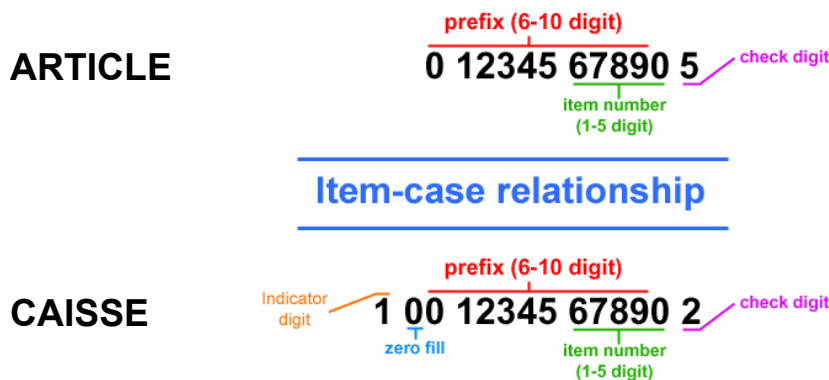 prefix (6-10 digit)
ARTICLE
0 12345 67890 5
check digit
item number
(1-5 digit)
Item-case relationship
prefix (6-10 digit)
Indicator
digit
CAISSE
1 00 12345 67890 2
check digit
zero fill
item number
(1-5 digit)